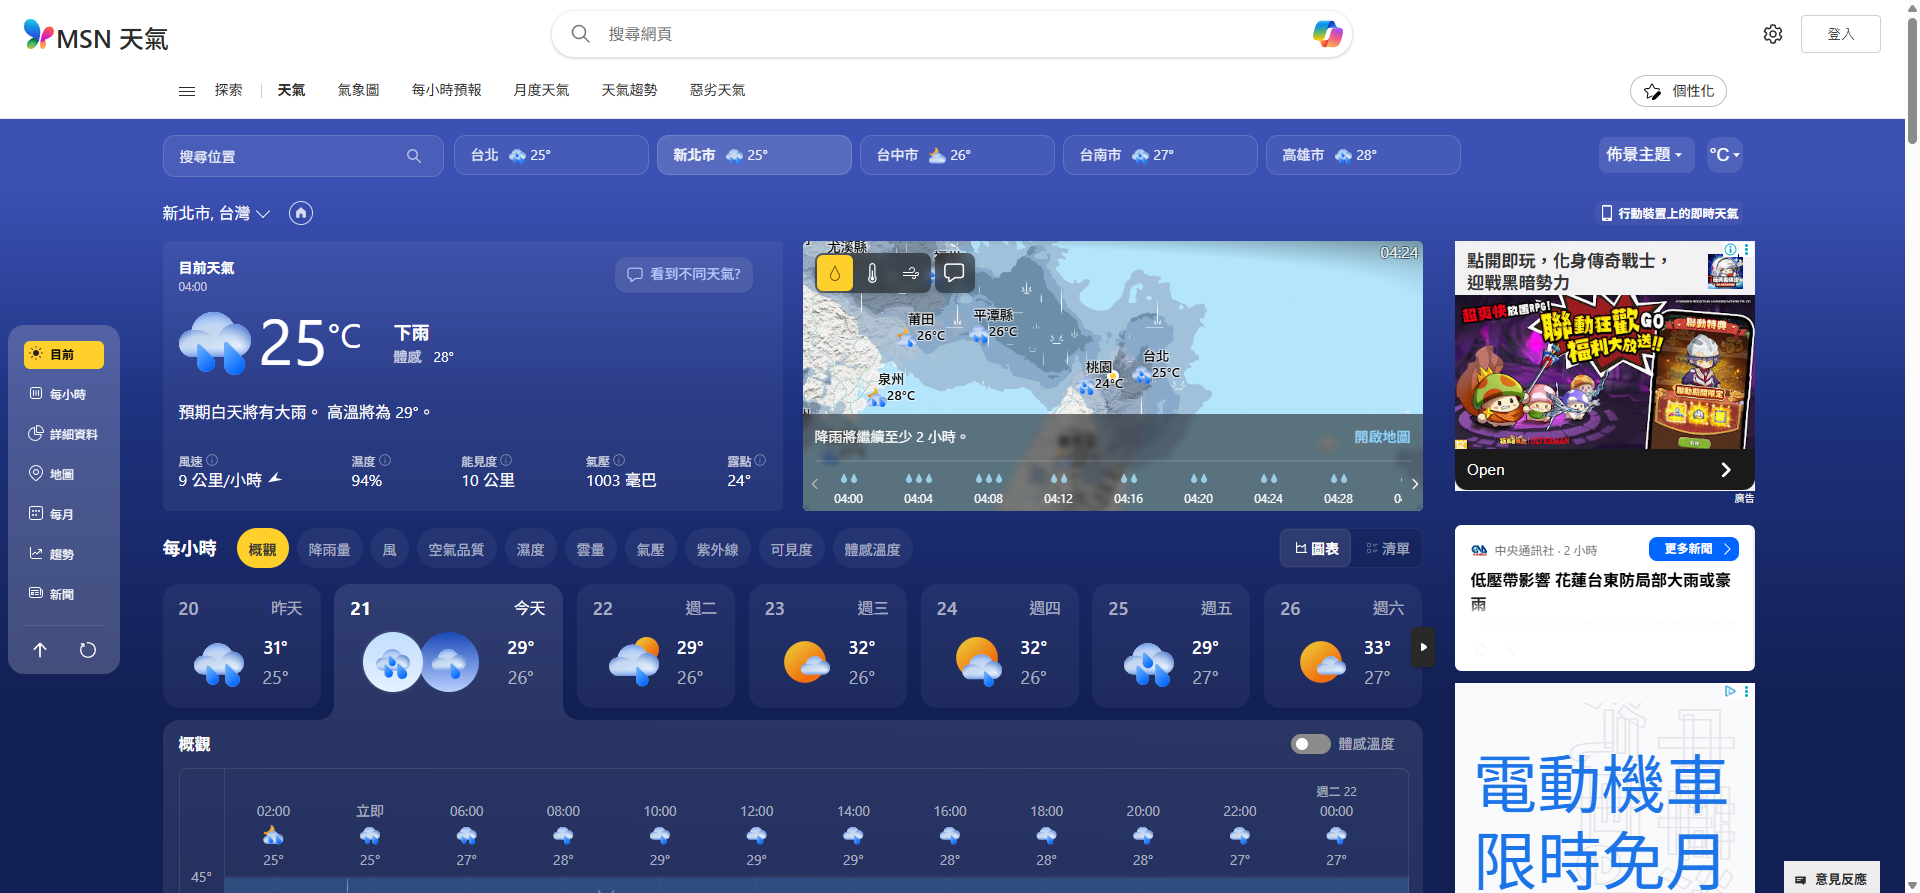 MSN 天氣
搜尋網頁
登入
探索
天氣
氣象圖
每小時預報
月度天氣
天氣趨勢
惡劣天氣
個性化
搜尋位置
台北 25°
新北市 25°
台中市 26°
台南市 27°
高雄市 28°
佈景主題
°C
新北市, 台灣
行動裝置上的即時天氣
目前
每小時
詳細資料
地圖
每月
趨勢
新聞
目前天氣
04:00
看到不同天氣?
25°C
下雨
體感 28°
預期白天將有大雨。 高溫將為 29°。
風速
9 公里/小時
濕度
94%
能見度
10 公里
氣壓
1003 毫巴
露點
24°
尤溪縣
04:24
莆田
26°C
平潭縣
26°C
台北
25°C
桃園
24°C
泉州
28°C
降雨將繼續至少 2 小時。
開啟地圖
04:00
04:04
04:08
04:12
04:16
04:20
04:24
04:28
點開即玩，化身傳奇戰士，
迎戰黑暗勢力
超爽快放置RPG!
聯動狂歡GO
福利大放送!!
聯動特典
聯動期間限定
Open
廣告
每小時
概觀
降雨量
風
空氣品質
濕度
雲量
氣壓
紫外線
可見度
體感溫度
圖表
清單
20 昨天
31°
25°
21 今天
29°
26°
22 週二
29°
26°
23 週三
32°
26°
24 週四
32°
26°
25 週五
29°
27°
26 週六
33°
27°
中央通訊社 · 2 小時
更多新聞
低壓帶影響 花蓮台東防局部大雨或豪
雨
概觀
體感溫度
週二 22
02:00
立即
06:00
08:00
10:00
12:00
14:00
16:00
18:00
20:00
22:00
00:00
25°
25°
27°
28°
29°
29°
29°
28°
28°
28°
27°
27°
45°
電動機車
限時免月
意見反應